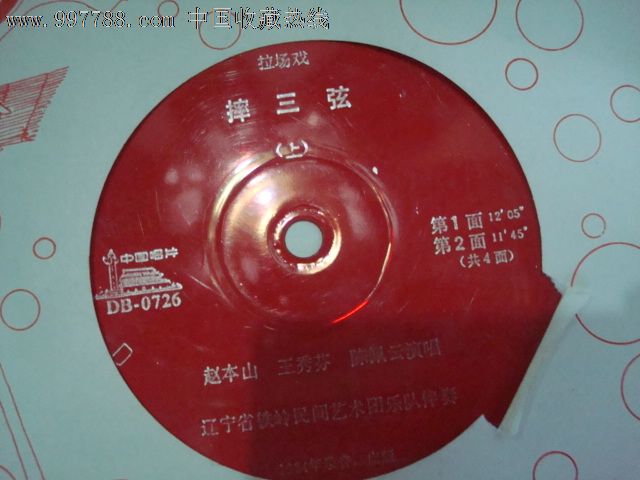 www.997788.com 中国收藏热线
拉场戏
摔三弦
(上)
第1面 12'05"
第2面 11'45"
(共4面)
中国唱片
DB-0726
赵本山 王秀芬 陈佩云演唱
辽宁省铁岭民间艺术团乐队伴奏